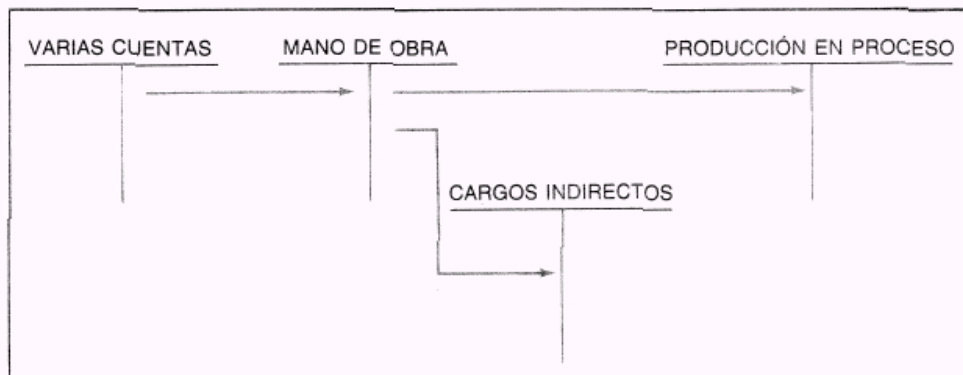 VARIAS CUENTAS
MANO DE OBRA
PRODUCCIÓN EN PROCESO
CARGOS INDIRECTOS